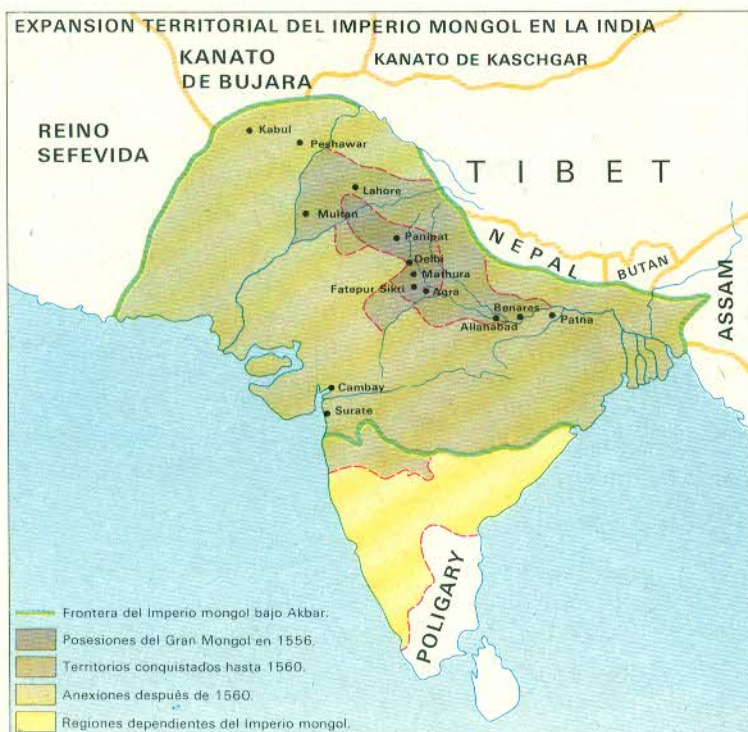 EXPANSION TERRITORIAL DEL IMPERIO MONGOL EN LA INDIA
KANATO
DE BUJARA
KANATO DE KASCHGAR
REINO
SEFEVIDA
Kabul
Peshawar
TIBET
Lahore
Multan
Panipat
NEPAL
Delbi
BUTAN
Mathura
Fatepur Sikri
Agra
ASSAM
Benares
Allanabad
Patna
Cambay
Surate
POLIGARY
Frontera del Imperio mongol bajo Akbar.
Posesiones del Gran Mongol en 1556.
Territorios conquistados hasta 1560.
Anexiones después de 1560.
Regiones dependientes del Imperio mongol.